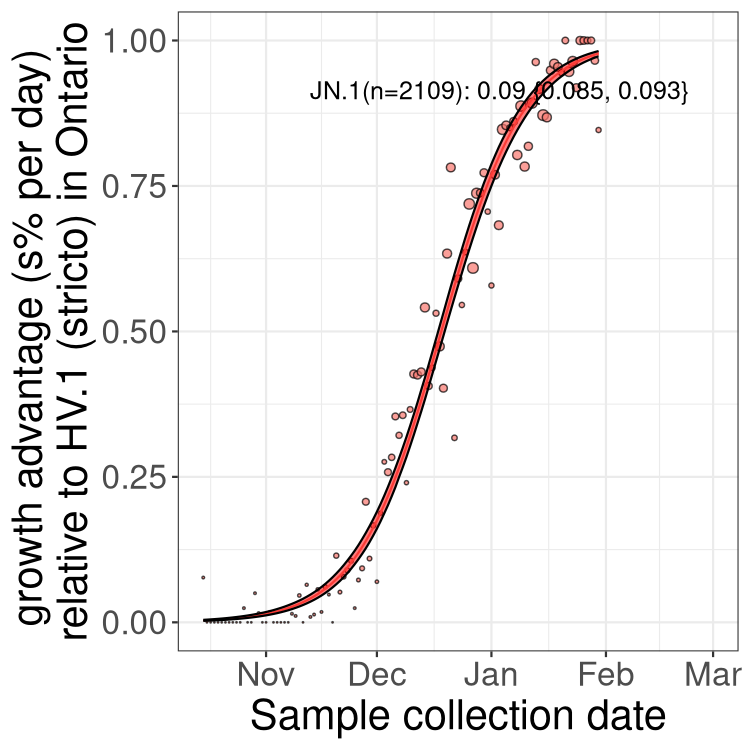 growth advantage (s% per day)
relative to HV.1 (stricto) in Ontario
1.00
0.75
0.50
0.25
0.00
JN.1(n=2109): 0.09 {0.085, 0.093}
Nov Dec Jan Feb Mar
Sample collection date